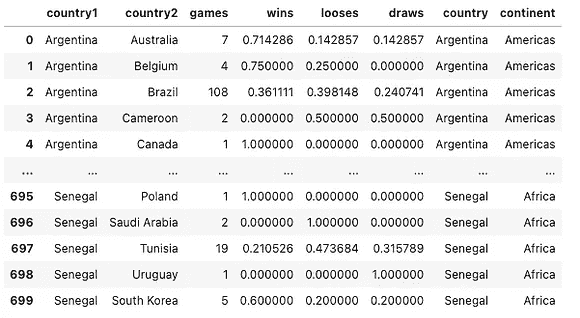 country1 country2 games wins looses draws country continent
0 Argentina Australia 7 0.714286 0.142857 0.142857 Argentina Americas
1 Argentina Belgium 4 0.750000 0.250000 0.000000 Argentina Americas
2 Argentina Brazil 108 0.361111 0.398148 0.240741 Argentina Americas
3 Argentina Cameroon 2 0.000000 0.500000 0.500000 Argentina Americas
4 Argentina Canada 1 1.000000 0.000000 0.000000 Argentina Americas
... ... ... ... ... ... ... ... ...
695 Senegal Poland 1 1.000000 0.000000 0.000000 Senegal Africa
696 Senegal Saudi Arabia 2 0.000000 1.000000 0.000000 Senegal Africa
697 Senegal Tunisia 19 0.210526 0.473684 0.315789 Senegal Africa
698 Senegal Uruguay 1 0.000000 0.000000 1.000000 Senegal Africa
699 Senegal South Korea 5 0.600000 0.200000 0.200000 Senegal Africa